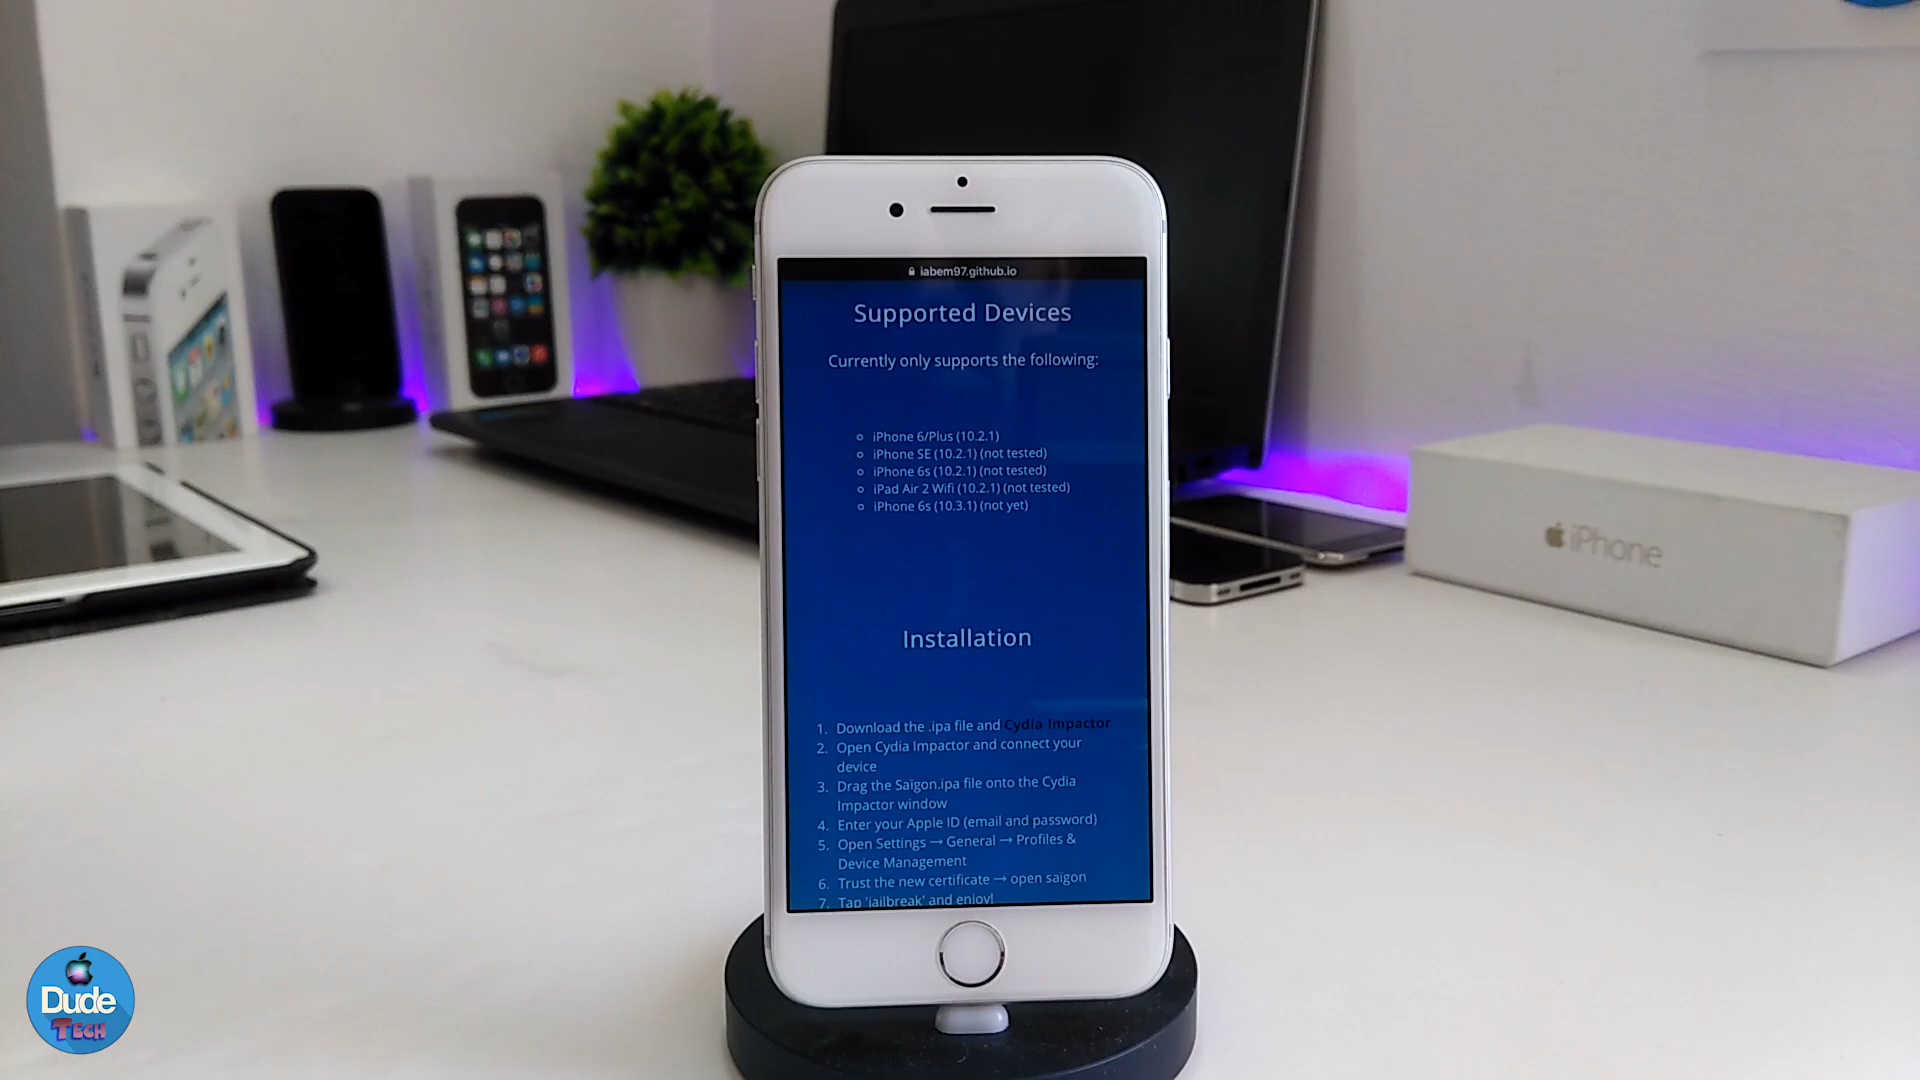 iabem97.github.io
Supported Devices
Currently only supports the following:
iPhone 6/Plus (10.2.1)
iPhone SE (10.2.1) (not tested)
iPhone 6s (10.2.1) (not tested)
iPad Air 2 Wifi (10.2.1) (not tested)
iPhone 6s (10.3.1) (not yet)
Installation
1. Download the .ipa file and Cydia Impactor
2. Open Cydia Impactor and connect your
device
3. Drag the Saïgon.ipa file onto the Cydia
Impactor window
4. Enter your Apple ID (email and password)
5. Open Settings → General → Profiles &
Device Management
6. Trust the new certificate → open saïgon
7. Tap 'jailbreak' and enjoy!
iPhone
Dude
Tech